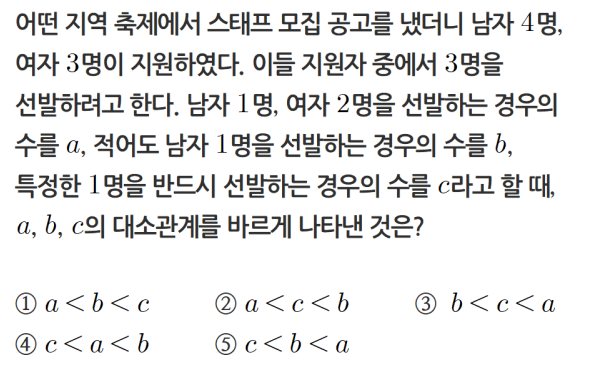 어떤 지역 축제에서 스태프 모집 공고를 냈더니 남자 4명,
여자 3명이 지원하였다. 이들 지원자 중에서 3명을
선발하려고 한다. 남자 1명, 여자 2명을 선발하는 경우의
수를 a, 적어도 남자 1명을 선발하는 경우의 수를 b,
특정한 1명을 반드시 선발하는 경우의 수를 c라고 할 때,
a, b, c의 대소관계를 바르게 나타낸 것은?
① a < b < c ② a < c < b ③ b < c < a
④ c < a < b ⑤ c < b < a